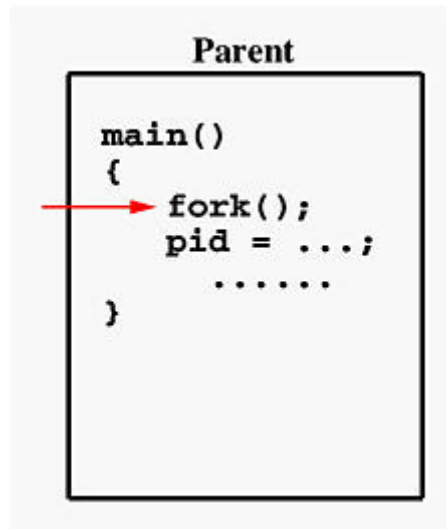 Parent
main()
{
fork();
pid = ...;
......
}